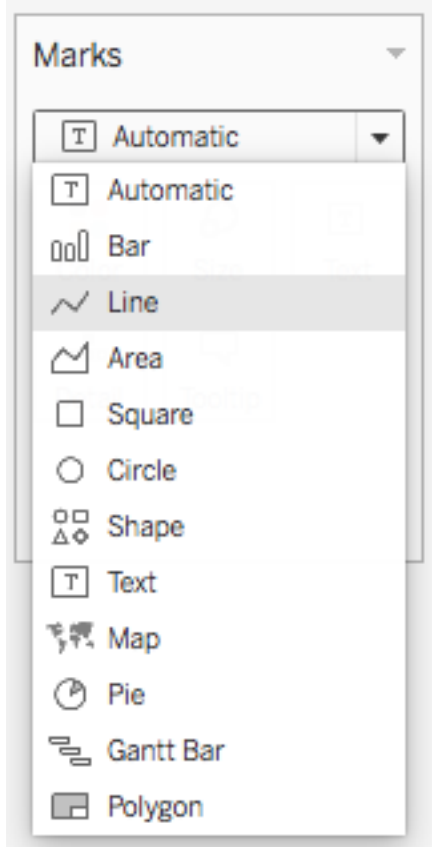 Marks
Automatic
Automatic
Bar
Line
Area
Square
Circle
Shape
Text
Map
Pie
Gantt Bar
Polygon